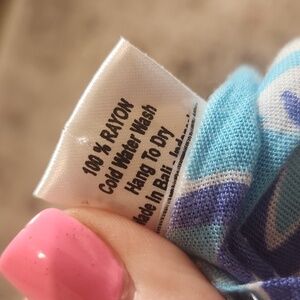 100 % RAYON
Cold Water Wash
Hang To Dry
Made in Bali -